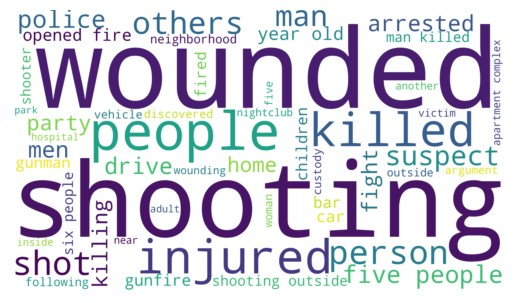 police others man arrested
opened fire neighborhood year old man killed
wounded
shooter fired another apartment complex
park vehicle discovered nightclub five victim
party people children killed
hospital
men wounding suspect
gunman drive home custody fight outside argument
shooting
six people killing adult woman bar car
inside near
shot injured person
following gunfire shooting outside five people